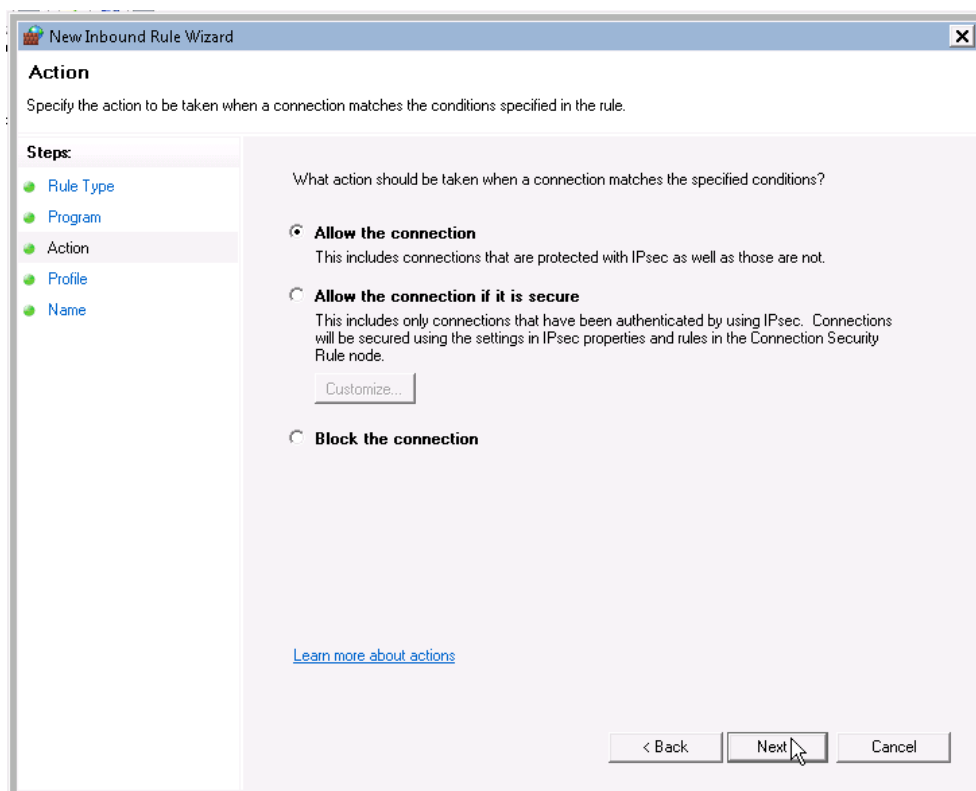 New Inbound Rule Wizard
Action
Specify the action to be taken when a connection matches the conditions specified in the rule.
Steps:
Rule Type
Program
Action
Profile
Name
What action should be taken when a connection matches the specified conditions?
Allow the connection
This includes connections that are protected with IPsec as well as those are not.
Allow the connection if it is secure
This includes only connections that have been authenticated by using IPsec. Connections
will be secured using the settings in IPsec properties and rules in the Connection Security
Rule node.
Customize...
Block the connection
Learn more about actions
< Back
Next
Cancel